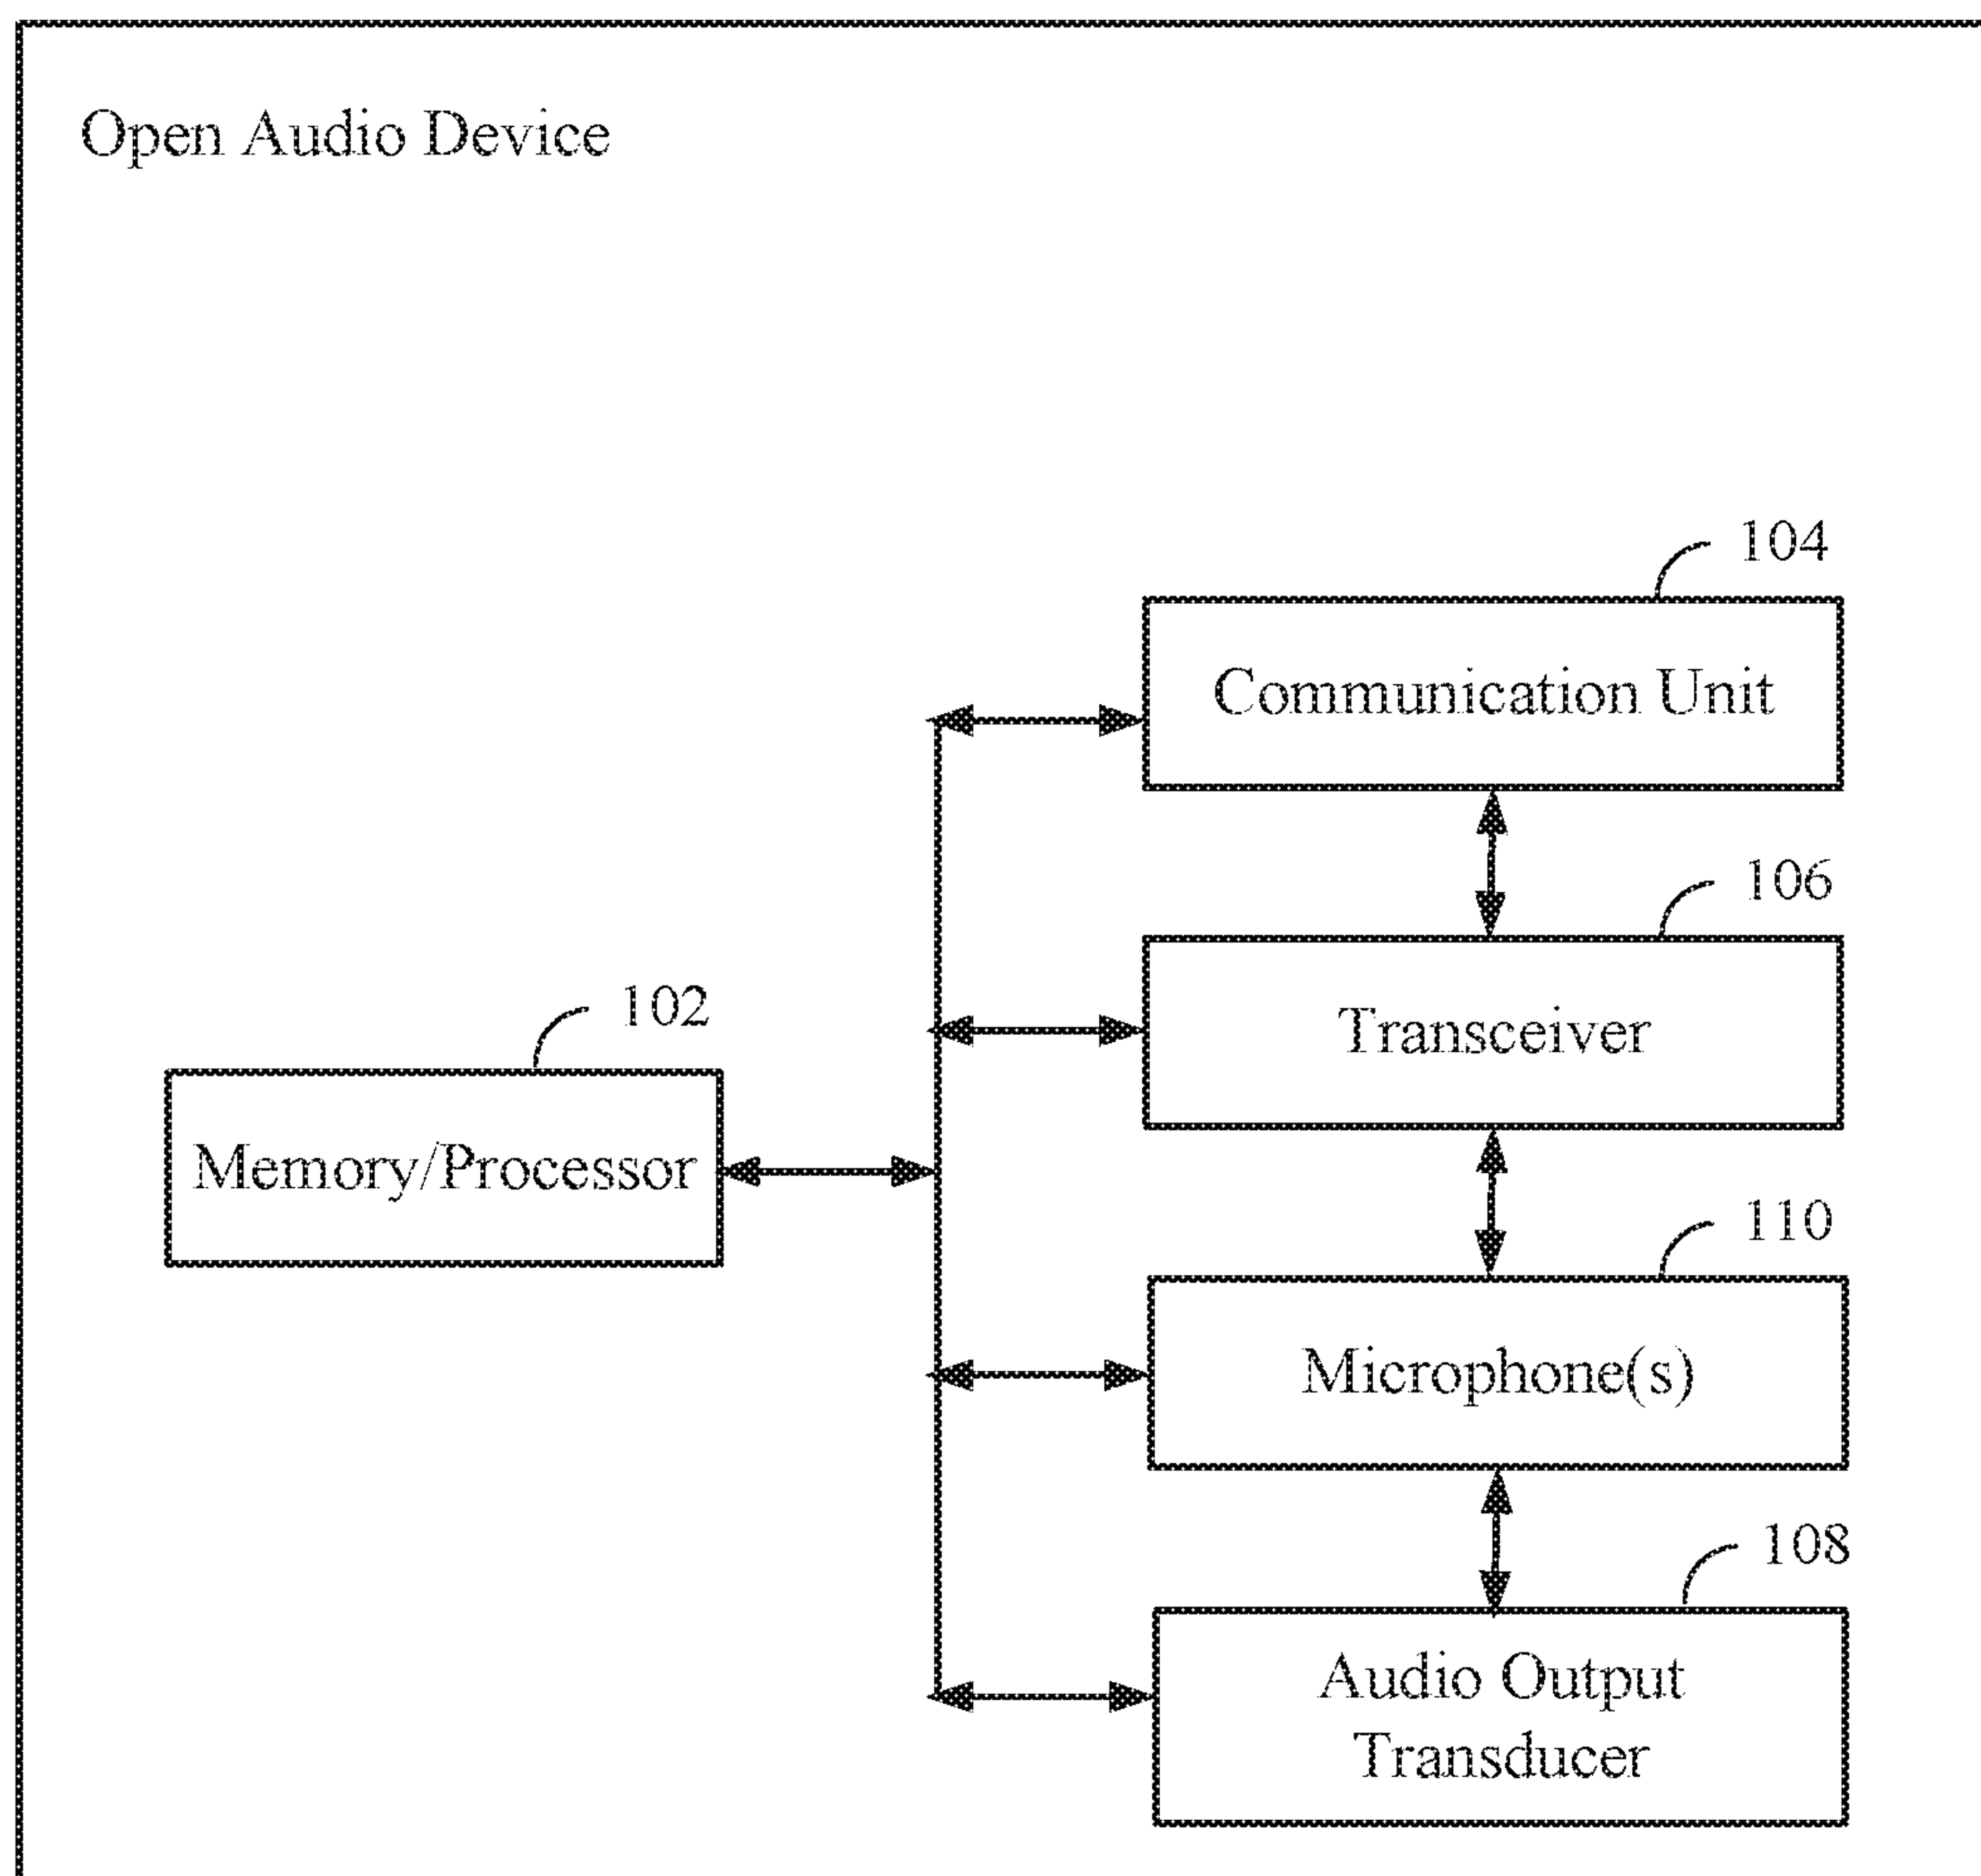 Open Audio Device
104
Communication Unit
106
Transceiver
102
Memory/Processor
110
Microphone(s)
108
Audio Output
Transducer